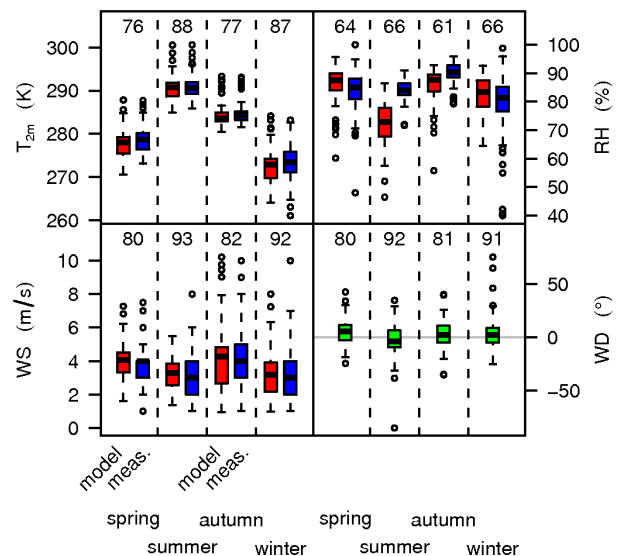 76 88 77 87 64 66 61 66
300
290
280
270
260
T2m (K)
100
90
80
70
60
50
40
RH (%)
80 93 82 92 80 92 81 91
10
8
6
4
2
0
WS (m/s)
50
0
−50
WD (°)
model meas. model meas.
spring autumn spring autumn
summer winter summer winter